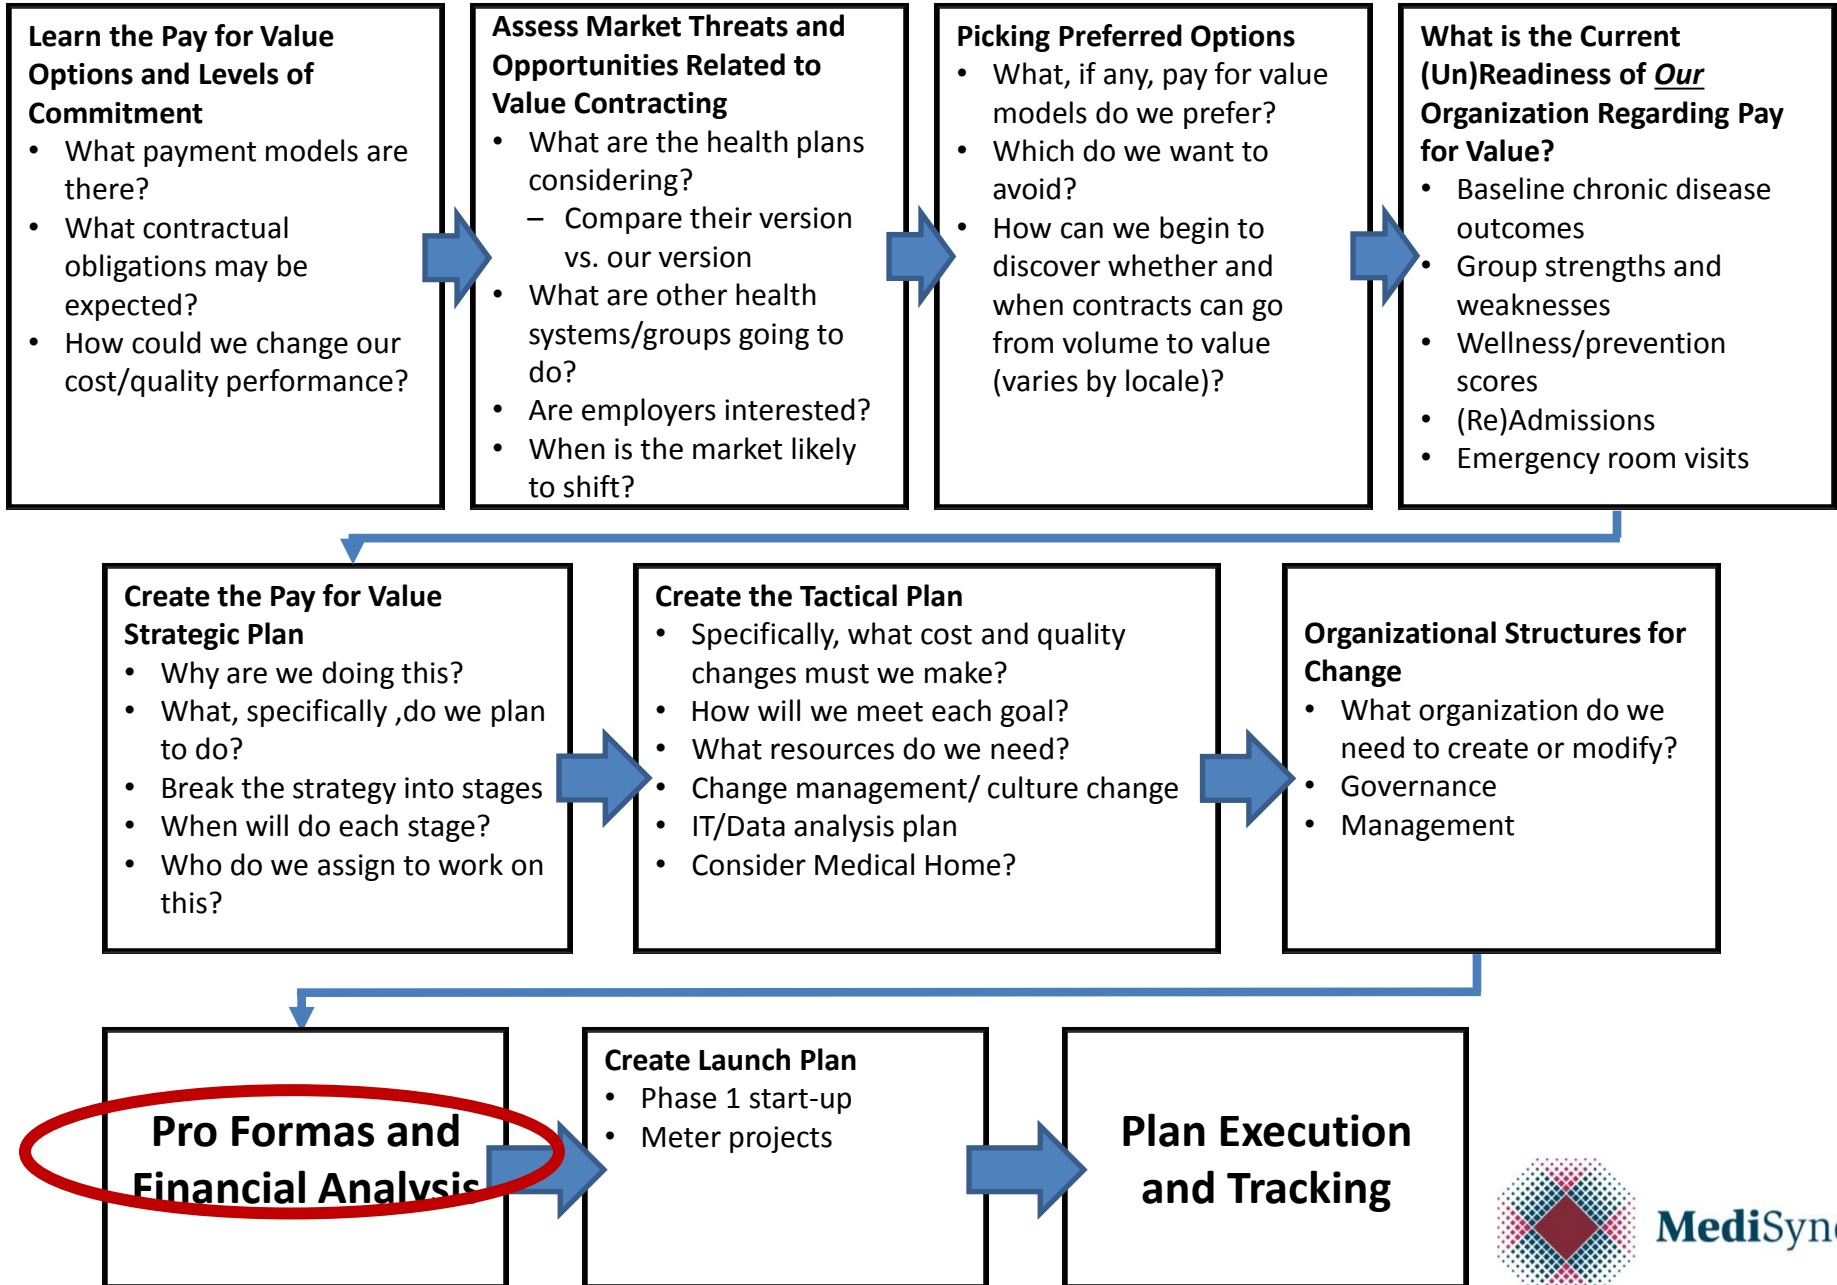 Learn the Pay for Value
Options and Levels of
Commitment
• What payment models are
there?
• What contractual
obligations may be
expected?
• How could we change our
cost/quality performance?
Assess Market Threats and
Opportunities Related to
Value Contracting
• What are the health plans
considering?
– Compare their version
vs. our version
• What are other health
systems/groups going to
do?
• Are employers interested?
• When is the market likely
to shift?
Picking Preferred Options
• What, if any, pay for value
models do we prefer?
• Which do we want to
avoid?
• How can we begin to
discover whether and
when contracts can go
from volume to value
(varies by locale)?
What is the Current
(Un)Readiness of Our
Organization Regarding Pay
for Value?
• Baseline chronic disease
outcomes
• Group strengths and
weaknesses
• Wellness/prevention
scores
• (Re)Admissions
• Emergency room visits
Create the Pay for Value
Strategic Plan
• Why are we doing this?
• What, specifically ,do we plan
to do?
• Break the strategy into stages
• When will do each stage?
• Who do we assign to work on
this?
Create the Tactical Plan
• Specifically, what cost and quality
changes must we make?
• How will we meet each goal?
• What resources do we need?
• Change management/ culture change
• IT/Data analysis plan
• Consider Medical Home?
Organizational Structures for
Change
• What organization do we
need to create or modify?
• Governance
• Management
Pro Formas and
Financial Analysis
Create Launch Plan
• Phase 1 start-up
• Meter projects
Plan Execution
and Tracking
MediSync